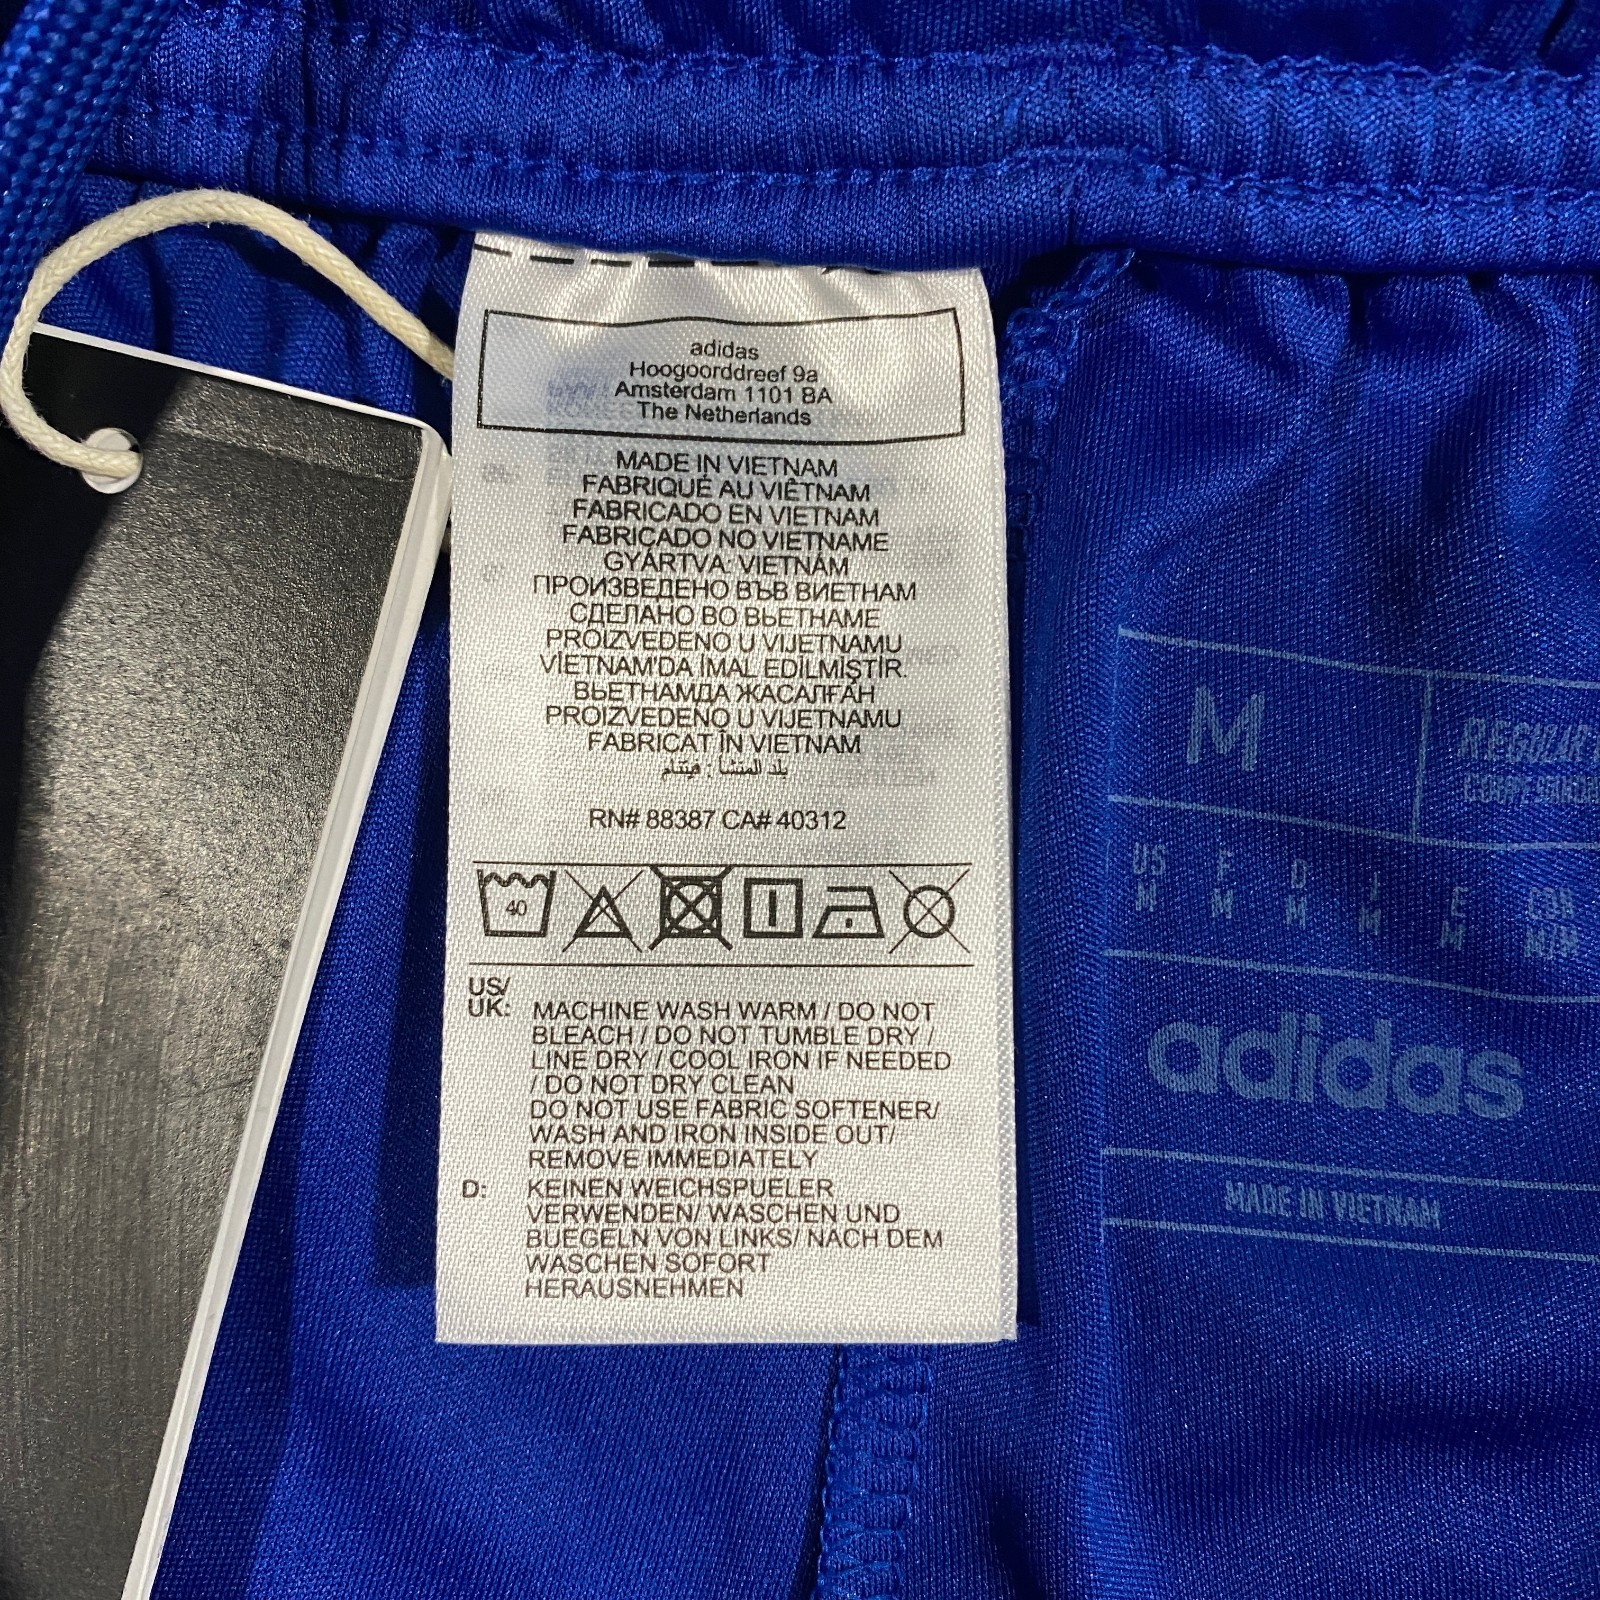 adidas
Hoogoorddreef 9a
Amsterdam 1101 BA
The Netherlands
MADE IN VIETNAM
FABRIQUÉ AU VIÊTNAM
FABRICADO EN VIETNAM
FABRICADO NO VIETNAME
GYÁRTVA: VIETNÁM
ПРОИЗВЕДЕНО ВЪВ ВИЕТНАМ
СДЕЛАНО ВО ВЬЕТНАМЕ
PROIZVEDENO U VIJETNAMU
VİETNAM'DA İMAL EDİLMİŞTİR.
ВЬЕТНАМДА ЖАСАЛҒАН
PROIZVEDENO U VIJETNAMU
FABRICAT ÎN VIETNAM
بلد المنشأ : فيتنام
RN# 88387 CA# 40312
40
US/
UK: MACHINE WASH WARM / DO NOT
BLEACH / DO NOT TUMBLE DRY /
LINE DRY / COOL IRON IF NEEDED
/ DO NOT DRY CLEAN
DO NOT USE FABRIC SOFTENER/
WASH AND IRON INSIDE OUT/
REMOVE IMMEDIATELY
D: KEINEN WEICHSPUELER
VERWENDEN/ WASCHEN UND
BUEGELN VON LINKS/ NACH DEM
WASCHEN SOFORT
HERAUSNEHMEN
M REGULAR
US F D J E CHN
M M M M M M/M
adidas
MADE IN VIETNAM